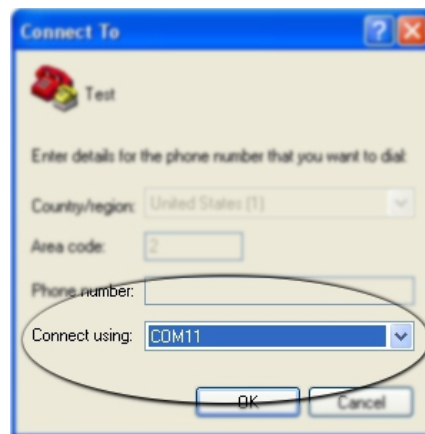 Connect To
Test
Enter details for the phone number that you want to dial:
Country/region: United States (1)
Area code: 2
Phone number:
Connect using: COM11
OK Cancel